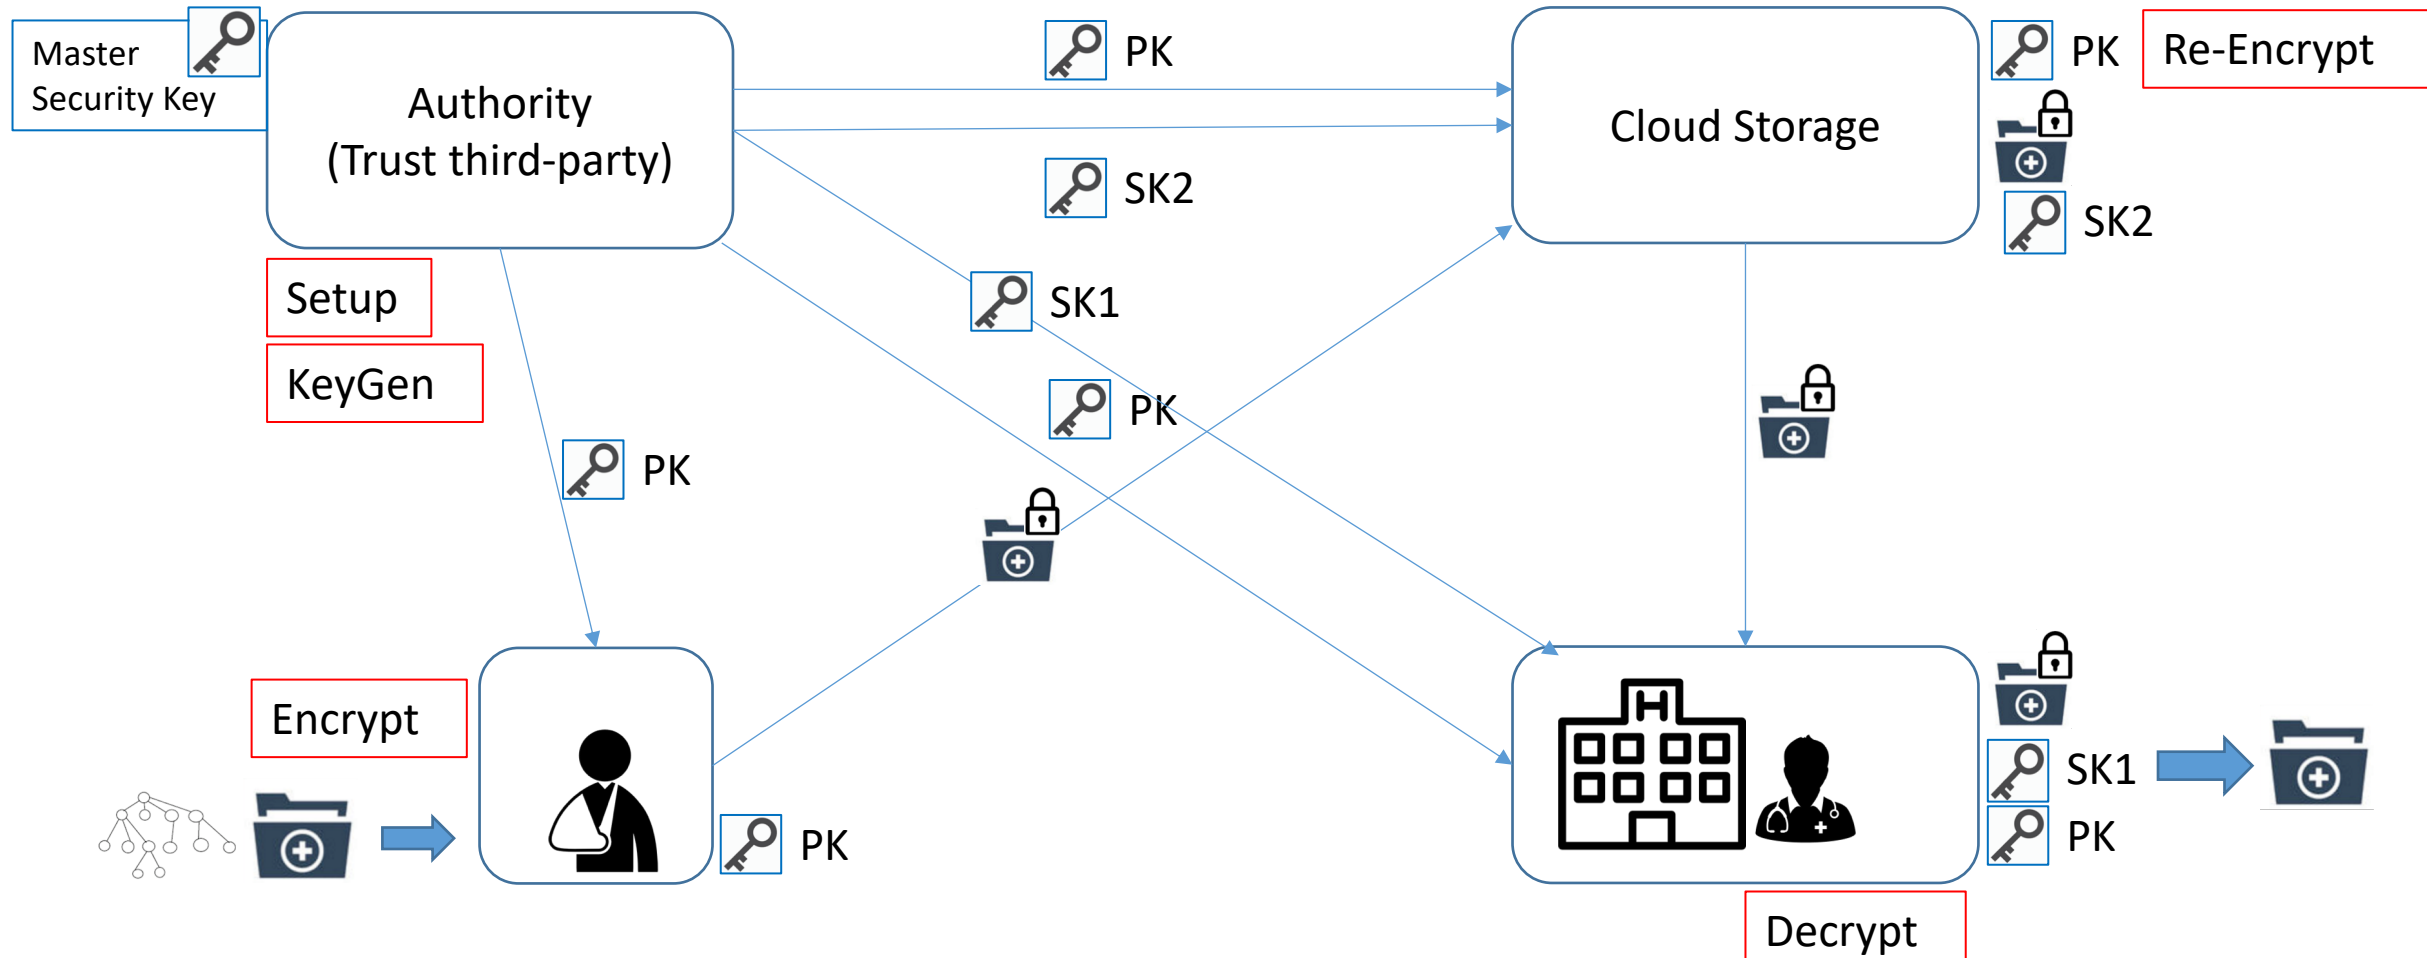 Master
Security Key
Authority
(Trust third-party)
PK
Cloud Storage
PK
Re-Encrypt
SK2
SK2
Setup
SK1
KeyGen
PK
PK
Encrypt
H
SK1
PK
PK
Decrypt